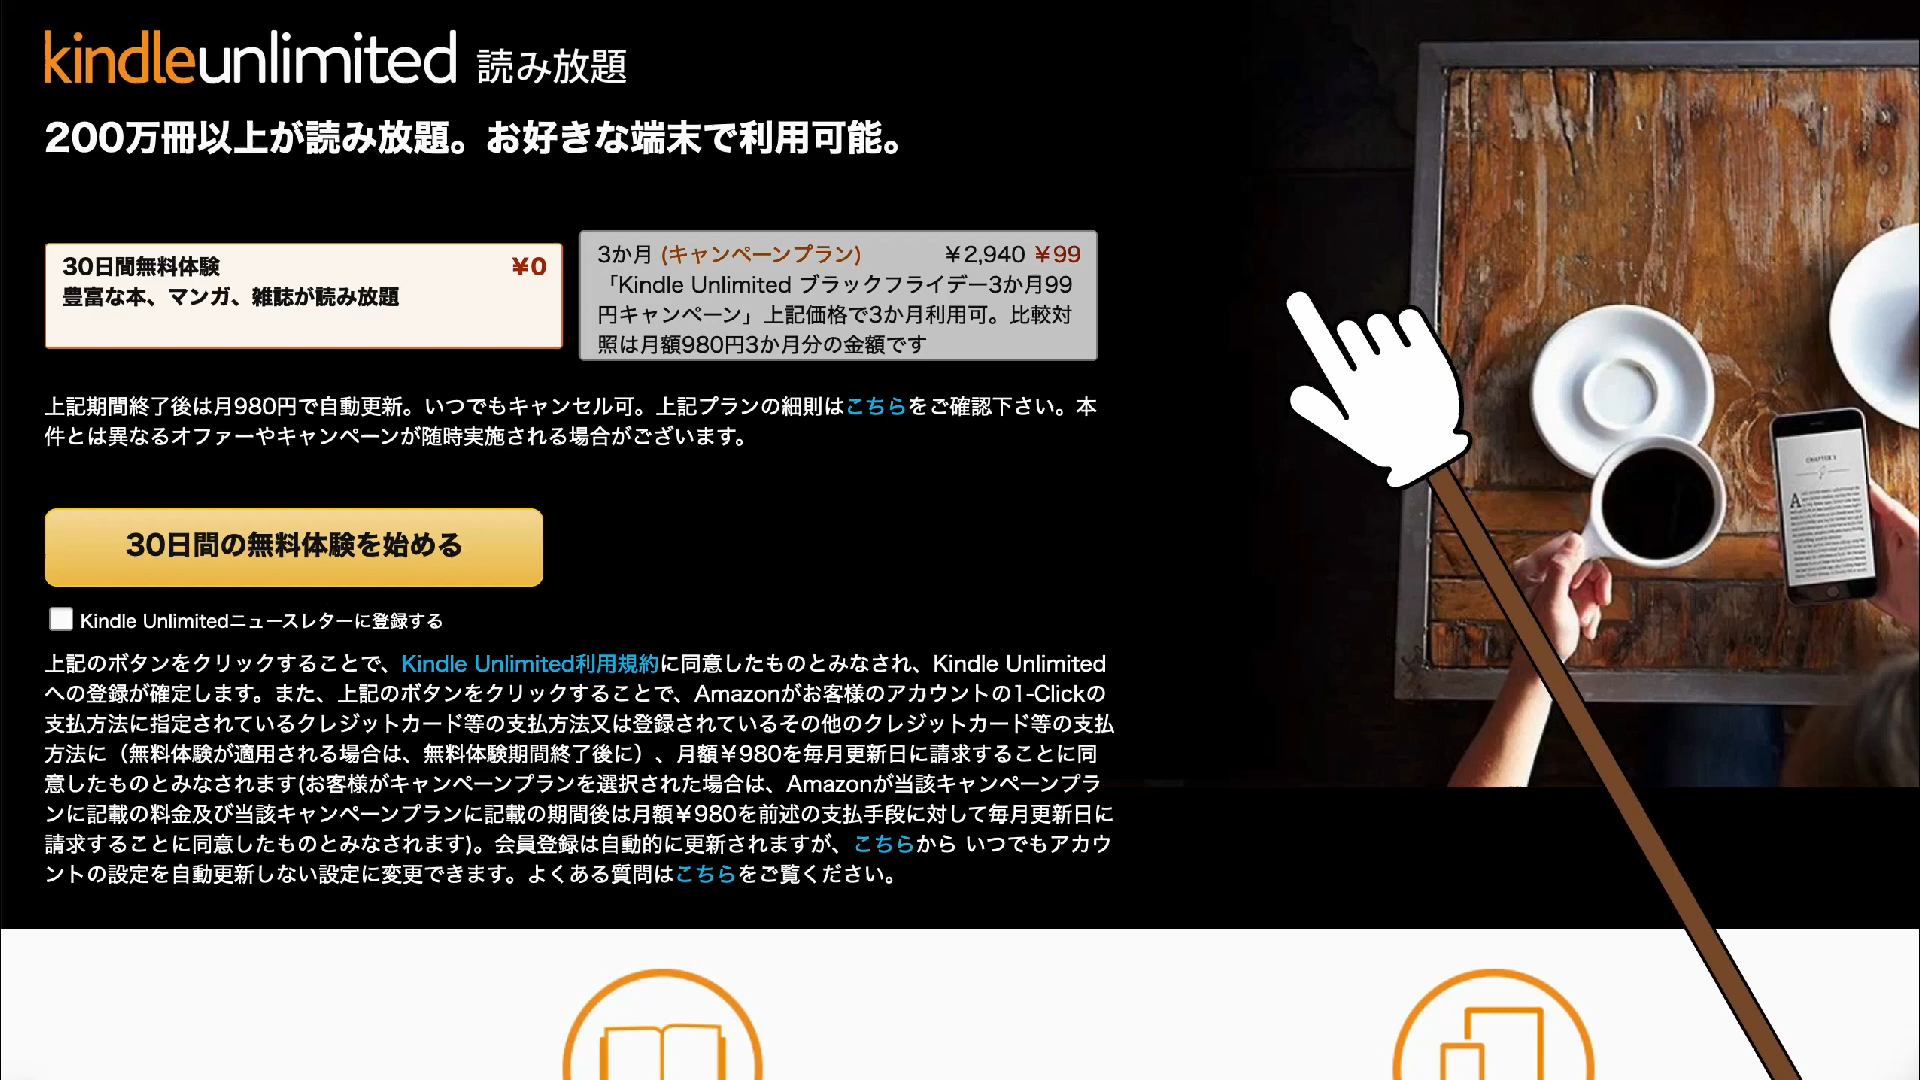 kindleunlimited 読み放題
200万冊以上が読み放題。お好きな端末で利用可能。
30日間無料体験 ¥0
豊富な本、マンガ、雑誌が読み放題
3か月 (キャンペーンプラン) ¥2,940 ¥99
「Kindle Unlimited ブラックフライデー3か月99
円キャンペーン」上記価格で3か月利用可。比較対
照は月額980円3か月分の金額です
上記期間終了後は月980円で自動更新。いつでもキャンセル可。上記プランの細則はこちらをご確認下さい。本
件とは異なるオファーやキャンペーンが随時実施される場合がございます。
30日間の無料体験を始める
Kindle Unlimitedニュースレターに登録する
上記のボタンをクリックすることで、Kindle Unlimited利用規約に同意したものとみなされ、Kindle Unlimited
への登録が確定します。また、上記のボタンをクリックすることで、Amazonがお客様のアカウントの1-Clickの
支払方法に指定されているクレジットカード等の支払方法又は登録されているその他のクレジットカード等の支払
方法に（無料体験が適用される場合は、無料体験期間終了後に）、月額¥980を毎月更新日に請求することに同
意したものとみなされます(お客様がキャンペーンプランを選択された場合は、Amazonが当該キャンペーンプラ
ンに記載の料金及び当該キャンペーンプランに記載の期間後は月額¥980を前述の支払手段に対して毎月更新日に
請求することに同意したものとみなされます)。会員登録は自動的に更新されますが、こちらから いつでもアカウ
ントの設定を自動更新しない設定に変更できます。よくある質問はこちらをご覧ください。